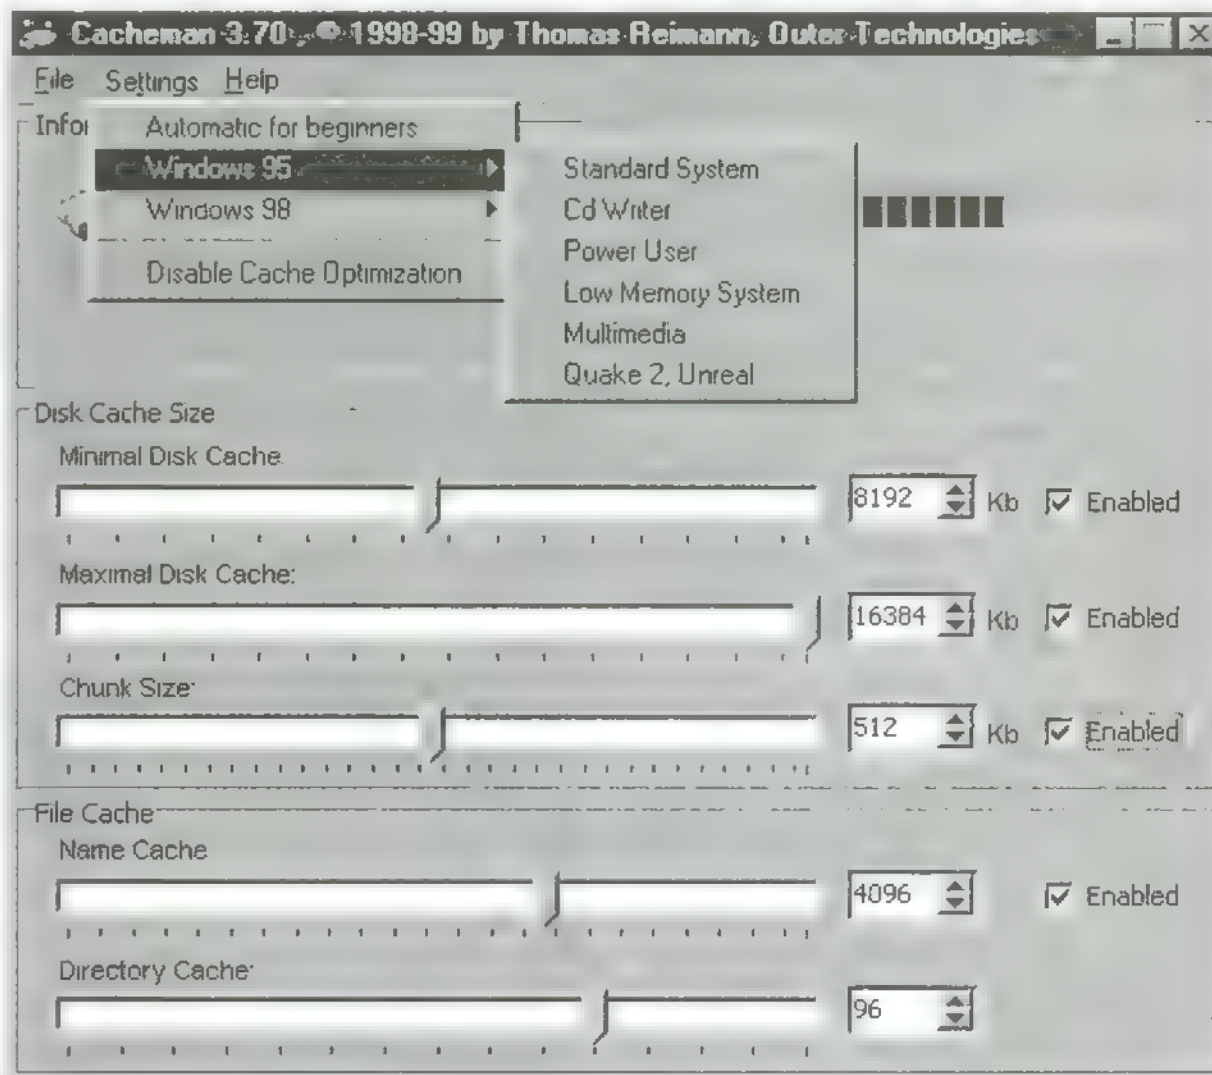 Cacheman 3.70, © 1998-99 by Thomas Reimann, Outer Technologies
File Settings Help
Infor
Automatic for beginners
Windows 95
Windows 98
Disable Cache Optimization
Standard System
Cd Writer
Power User
Low Memory System
Multimedia
Quake 2, Unreal
Disk Cache Size
Minimal Disk Cache
8192 Kb Enabled
Maximal Disk Cache:
16384 Kb Enabled
Chunk Size:
512 Kb Enabled
File Cache
Name Cache
4096 Enabled
Directory Cache:
96